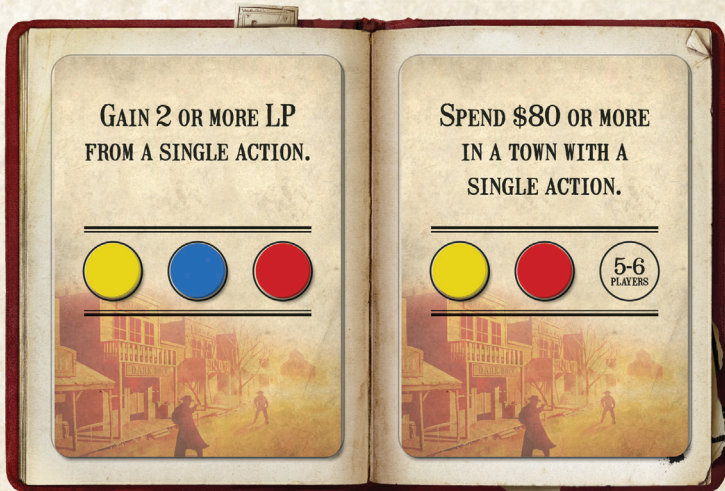 Gain 2 or more LP
from a single action.
Spend $80 or more
in a town with a
single action.
5-6
players